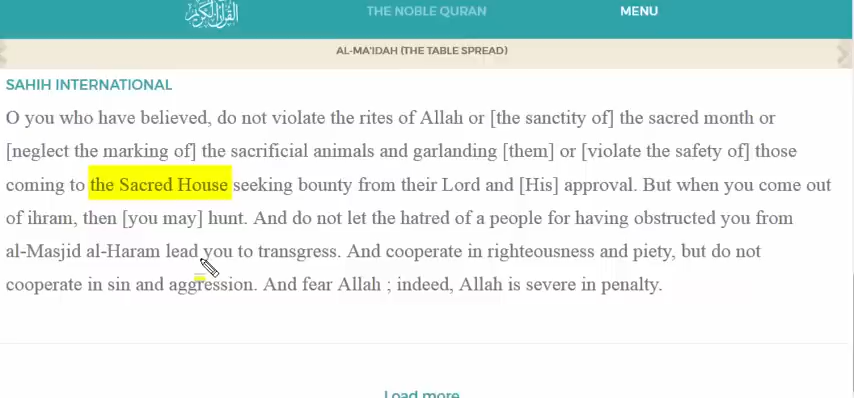 القرآن الكريم
THE NOBLE QURAN
MENU
AL-MA'IDAH (THE TABLE SPREAD)
SAHIH INTERNATIONAL
O you who have believed, do not violate the rites of Allah or [the sanctity of] the sacred month or
[neglect the marking of] the sacrificial animals and garlanding [them] or [violate the safety of] those
coming to the Sacred House seeking bounty from their Lord and [His] approval. But when you come out
of ihram, then [you may] hunt. And do not let the hatred of a people for having obstructed you from
al-Masjid al-Haram lead you to transgress. And cooperate in righteousness and piety, but do not
cooperate in sin and aggression. And fear Allah ; indeed, Allah is severe in penalty.
Load more